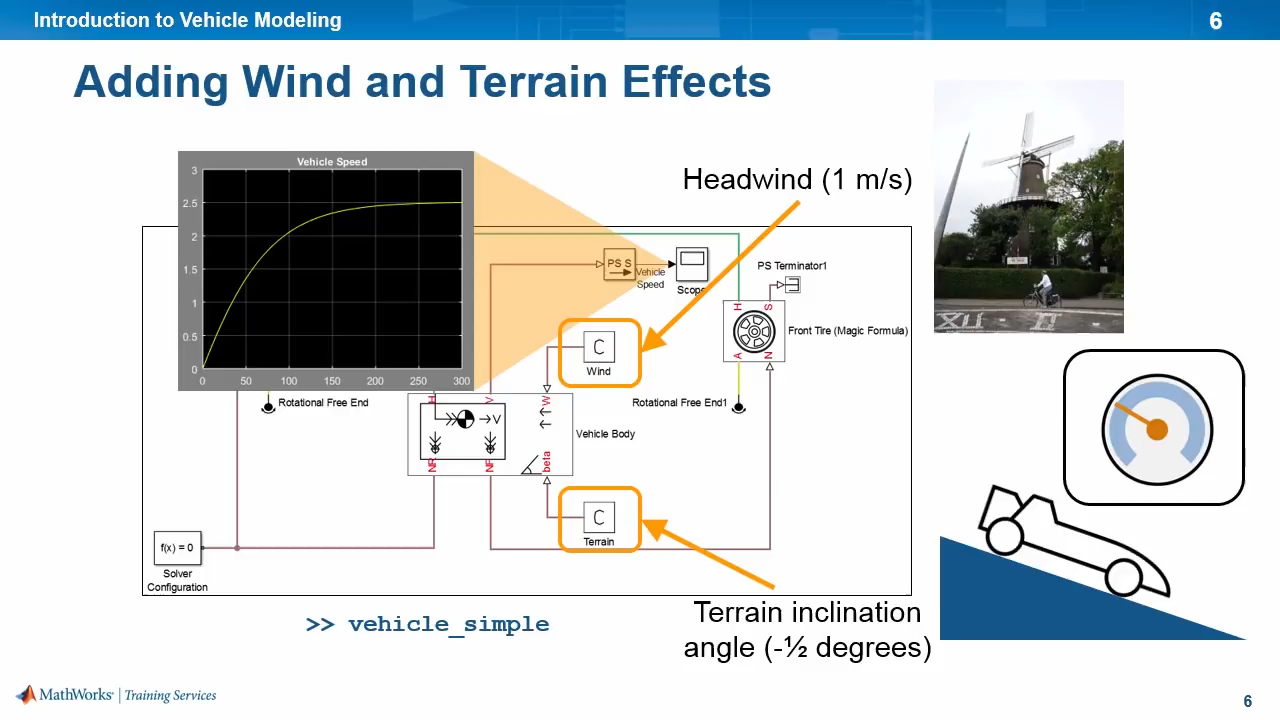 Introduction to Vehicle Modeling
6
Adding Wind and Terrain Effects
Vehicle Speed
3
2.5
2
1.5
1
0.5
0
0 50 100 150 200 250 300
Headwind (1 m/s)
PS S
Vehicle
Speed
Scope
PS Terminator1
H S
Front Tire (Magic Formula)
A N
C
Wind
Rotational Free End
Rotational Free End1
H V W
V
Vehicle Body
NR NF beta
C
Terrain
f(x) = 0
Solver
Configuration
>> vehicle_simple
Terrain inclination
angle (-½ degrees)
MathWorks® | Training Services
6